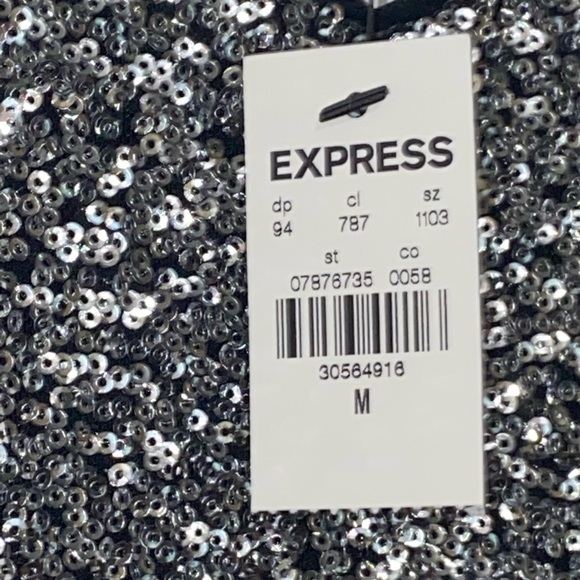 EXPRESS
dp cl sz
94 787 1103
st co
07876735 0058
30564916
M